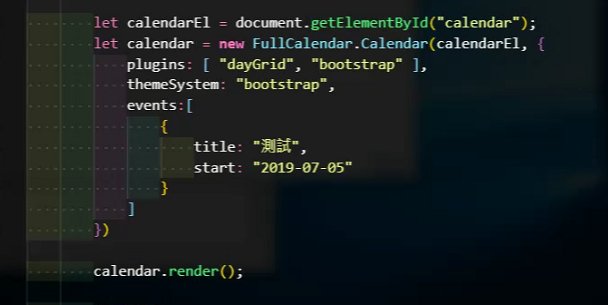 let calendarEl = document.getElementById("calendar");
let calendar = new FullCalendar.Calendar(calendarEl, {
plugins: [ "dayGrid", "bootstrap" ],
themeSystem: "bootstrap",
events:[
{
title: "測試",
start: "2019-07-05"
}
]
})
calendar.render();